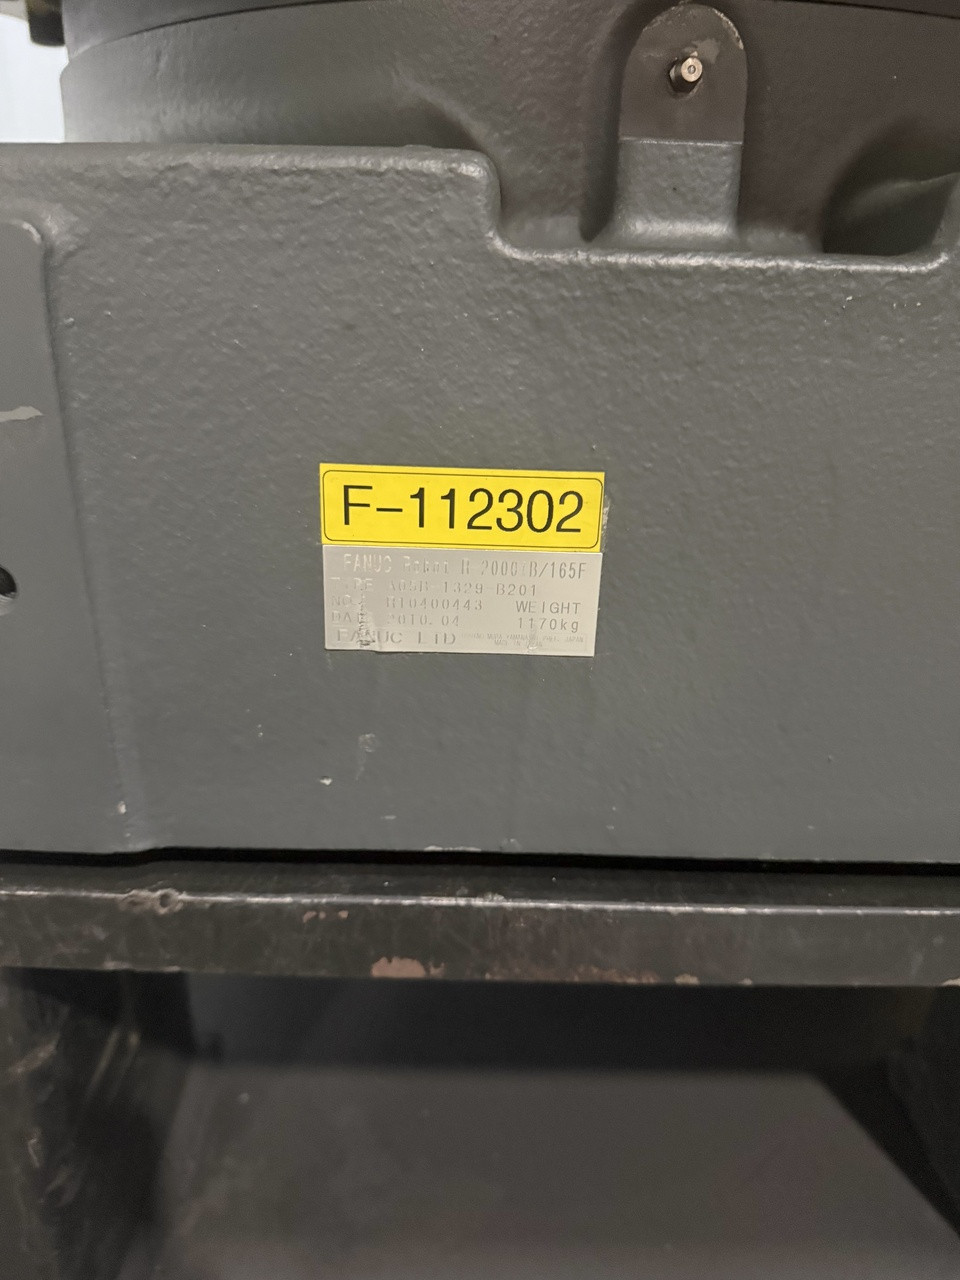 F-112302
FANUC Robot R-2000iB/165F
TYPE A05B-1329-B201
NO. R10400443 WEIGHT
DATE 2010.04 1170kg
FANUC LTD
MADE IN JAPAN